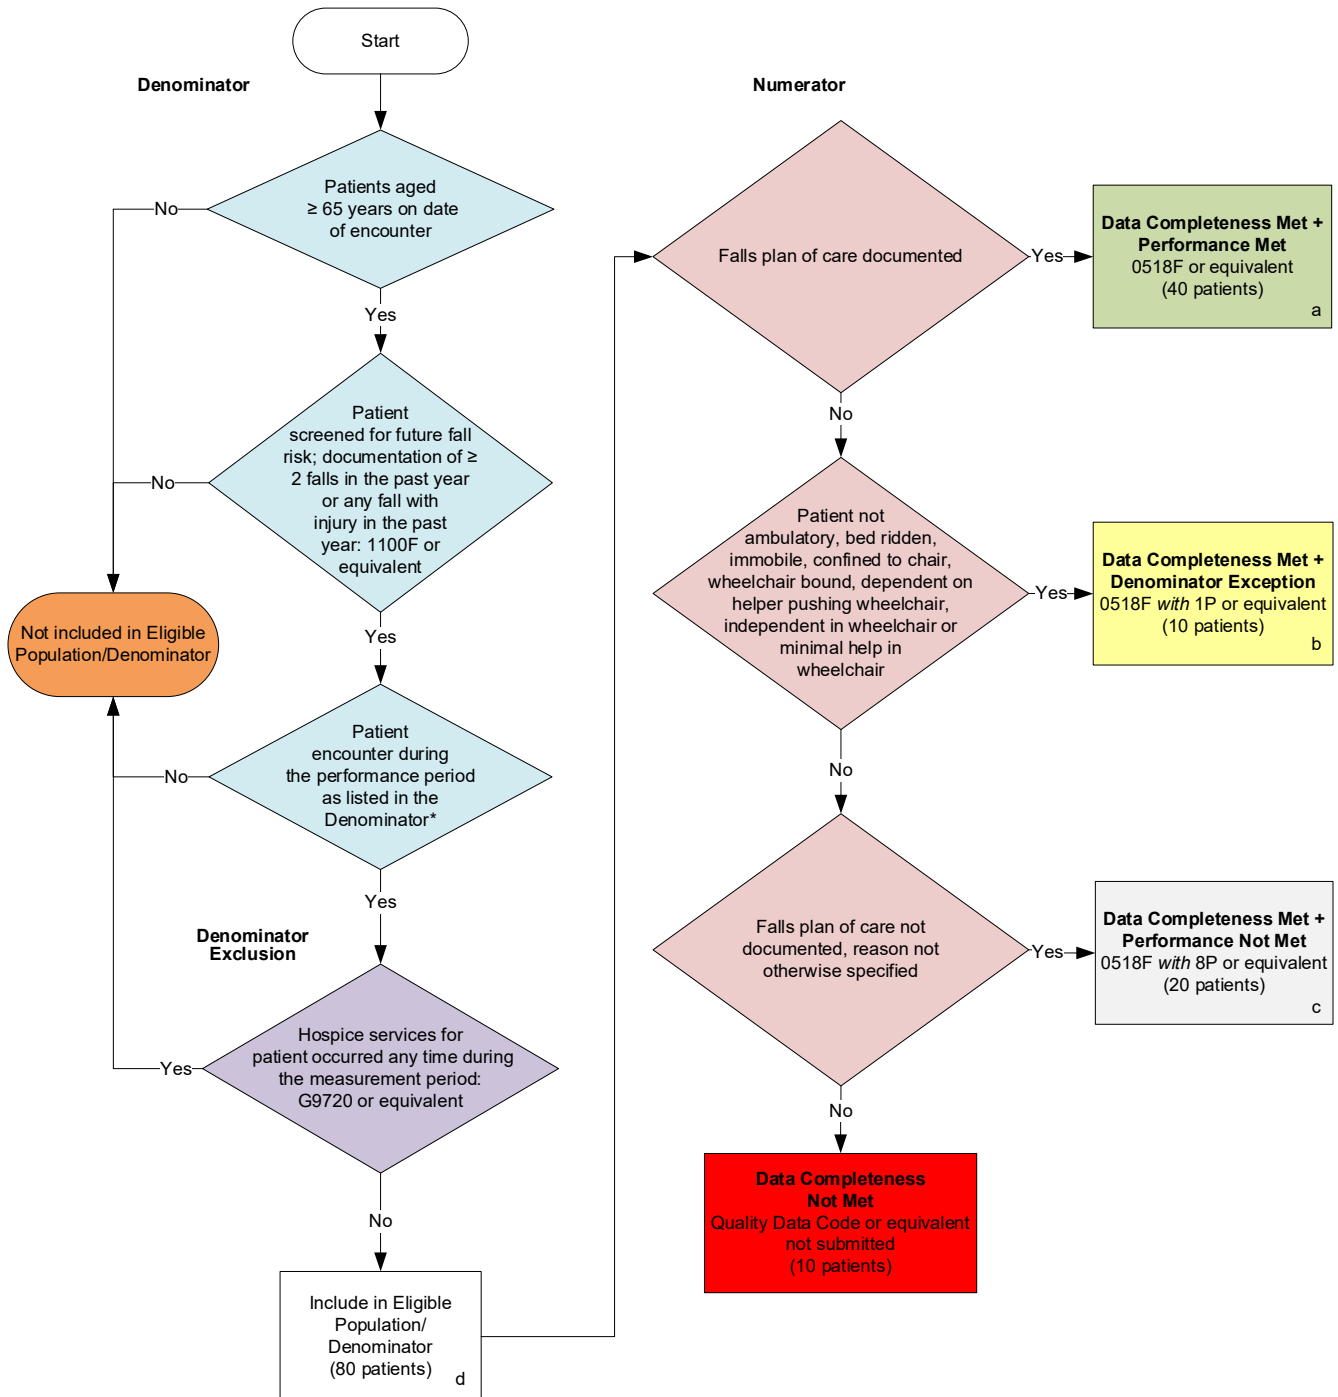 Start
Denominator
Patients aged
≥ 65 years on date
of encounter
No
Yes
Patient
screened for future fall
risk; documentation of ≥
2 falls in the past year
or any fall with
injury in the past
year: 1100F or
equivalent
No
Yes
Not included in Eligible
Population/Denominator
Patient
encounter during
the performance period
as listed in the
Denominator*
No
Yes
Denominator
Exclusion
Hospice services for
patient occurred any time during
the measurement period:
G9720 or equivalent
Yes
No
Include in Eligible
Population/
Denominator
(80 patients)
d
Numerator
Falls plan of care documented
Yes
Data Completeness Met +
Performance Met
0518F or equivalent
(40 patients)
a
No
Patient not
ambulatory, bed ridden,
immobile, confined to chair,
wheelchair bound, dependent on
helper pushing wheelchair,
independent in wheelchair or
minimal help in
wheelchair
Yes
Data Completeness Met +
Denominator Exception
0518F with 1P or equivalent
(10 patients)
b
No
Falls plan of care not
documented, reason not
otherwise specified
Yes
Data Completeness Met +
Performance Not Met
0518F with 8P or equivalent
(20 patients)
c
No
Data Completeness
Not Met
Quality Data Code or equivalent
not submitted
(10 patients)